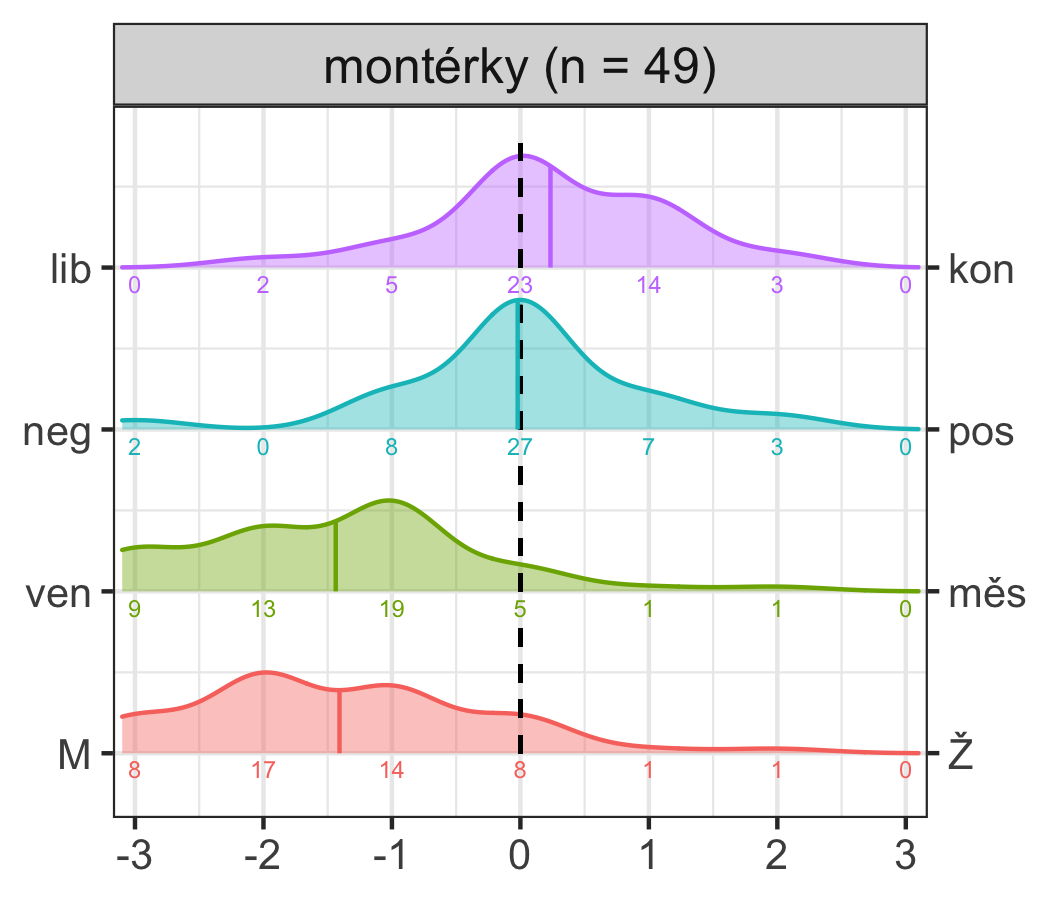 montérky (n = 49)
lib kon
0 2 5 23 14 3 0
neg pos
2 0 8 27 7 3 0
ven měs
9 13 19 5 1 1 0
M Ž
8 17 14 8 1 1 0
-3 -2 -1 0 1 2 3